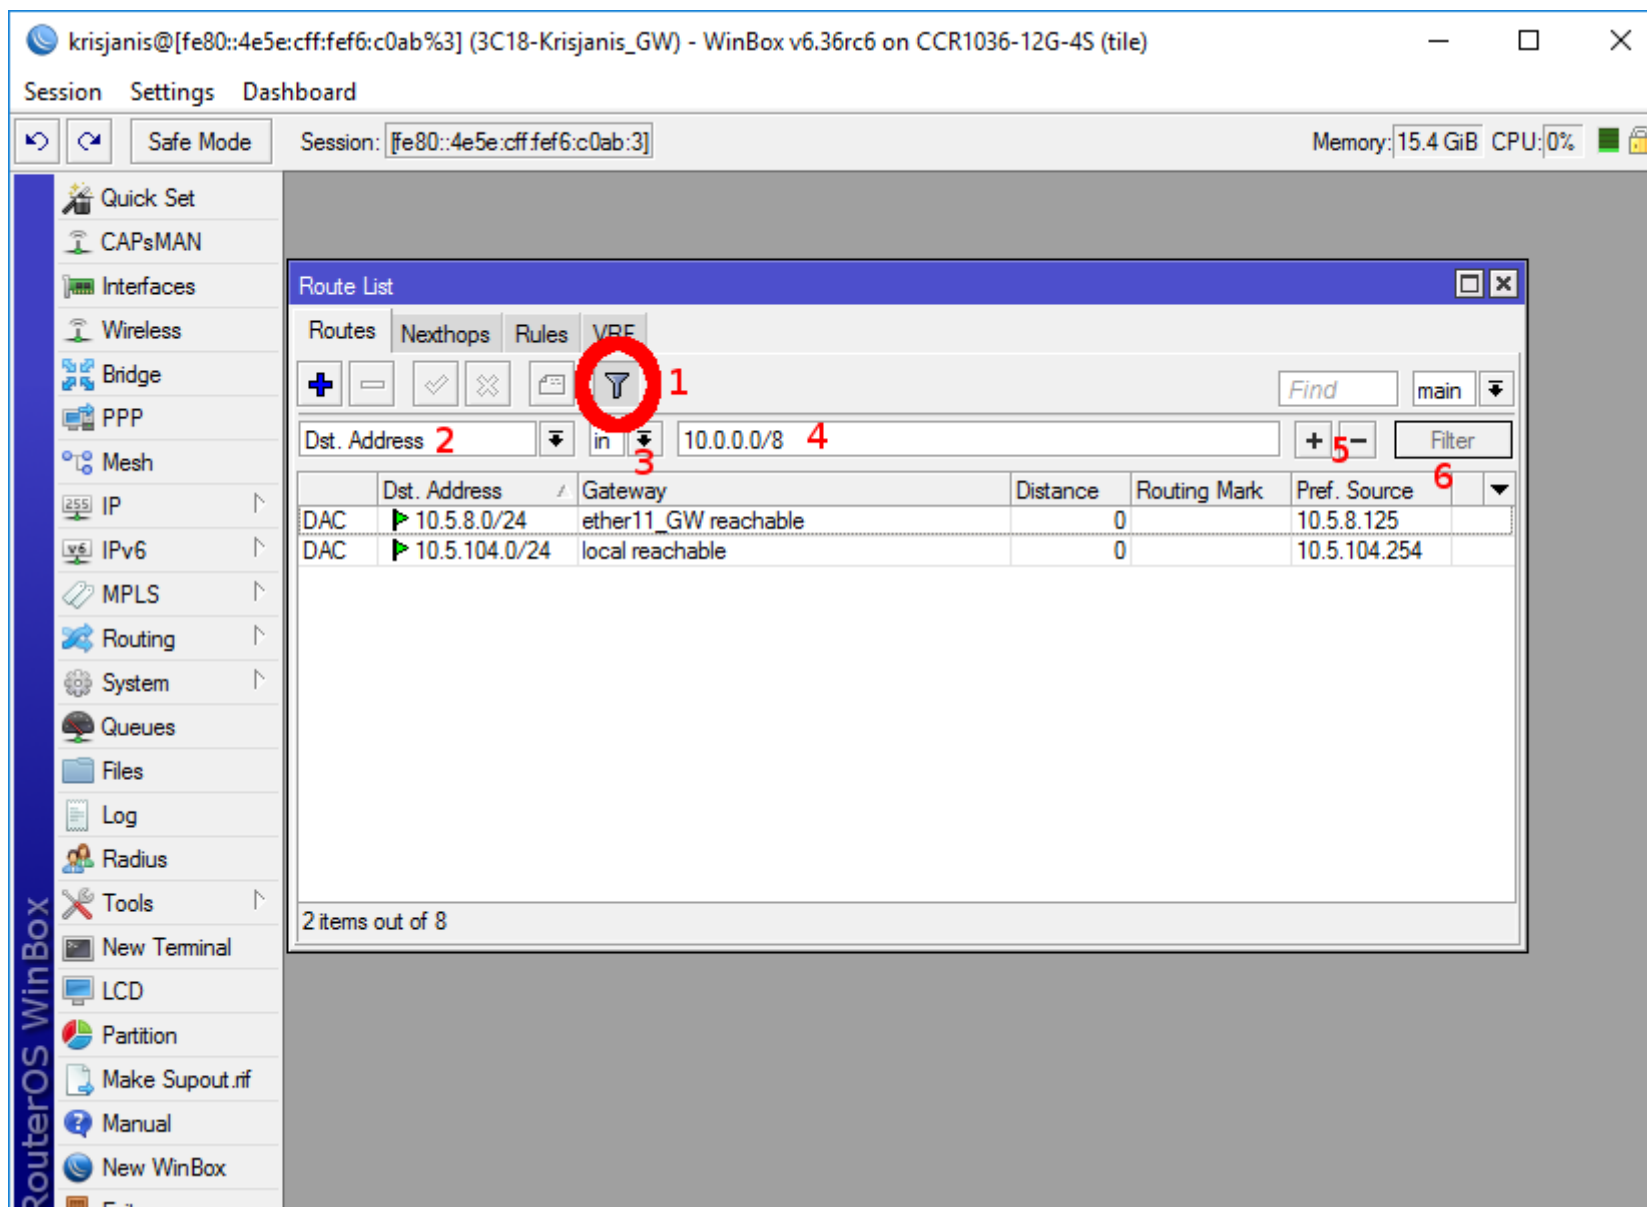 krisjanis@[fe80::4e5e:cff:fef6:c0ab%3] (3C18-Krisjanis_GW) - WinBox v6.36rc6 on CCR1036-12G-4S (tile)
Session Settings Dashboard
Safe Mode Session: [fe80::4e5e:cff:fef6:c0ab:3] Memory: 15.4 GiB CPU: 0%
Quick Set
CAPsMAN
Interfaces
Wireless
Bridge
PPP
Mesh
255 IP
v6 IPv6
MPLS
Routing
System
Queues
Files
Log
Radius
Tools
New Terminal
LCD
Partition
Make Supout.rif
Manual
New WinBox
RouterOS WinBox
Route List
Routes Nexthops Rules VRF
1 Find main
Dst. Address 2 in 3 10.0.0.0/8 4 + 5 - Filter 6
Dst. Address Gateway Distance Routing Mark Pref. Source
DAC 10.5.8.0/24 ether11_GW reachable 0 10.5.8.125
DAC 10.5.104.0/24 local reachable 0 10.5.104.254
2 items out of 8